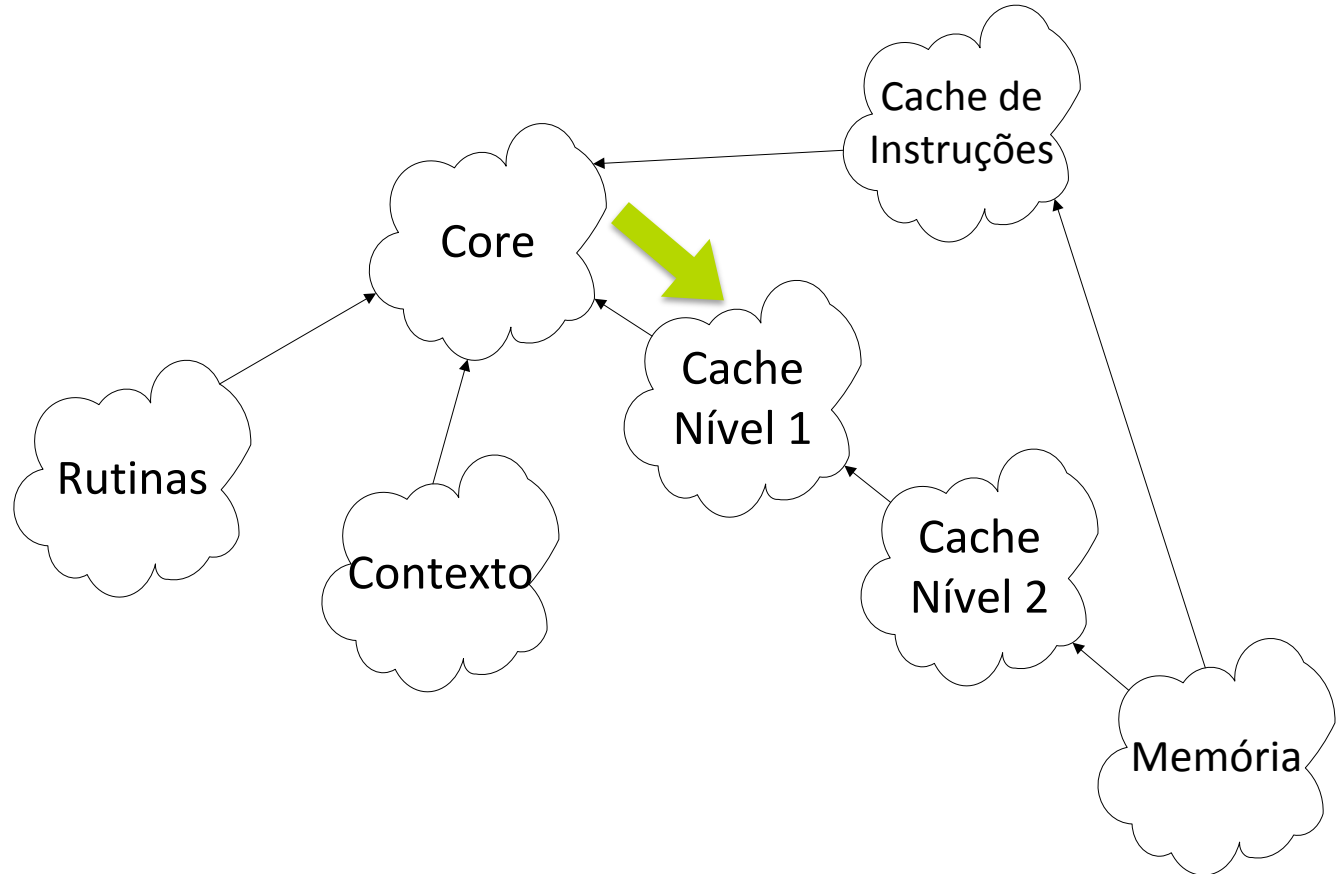 Cache de
Instruções
Core
Cache
Nível 1
Rutinas
Contexto
Cache
Nível 2
Memória